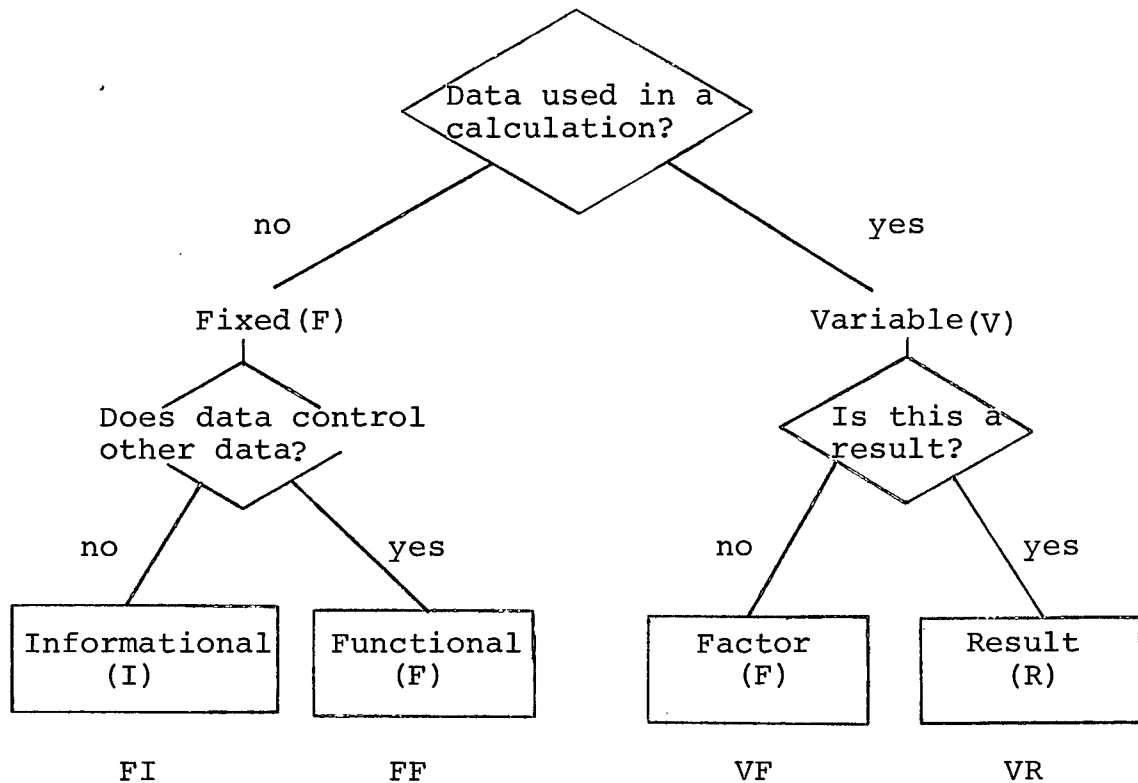 Data used in a
calculation?
no
yes
Fixed(F)
Variable(V)
Does data control
other data?
Is this a
result?
no
yes
no
yes
Informational
(I)
Functional
(F)
Factor
(F)
Result
(R)
FI
FF
VF
VR